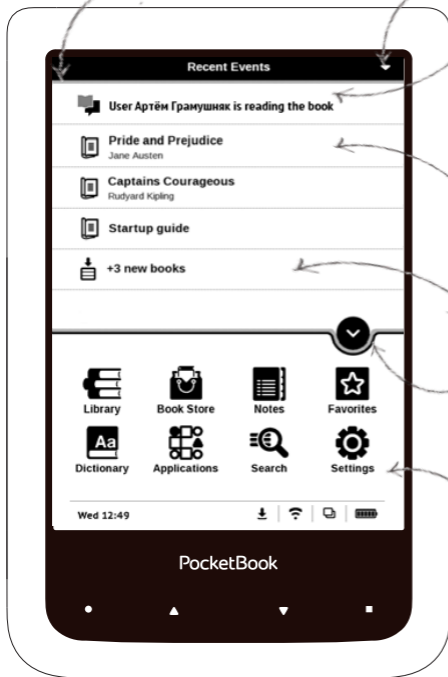 Recent Events
User Артём Грамушняк is reading the book
Pride and Prejudice
Jane Austen
Captains Courageous
Rudyard Kipling
Startup guide
+3 new books
Library Book Store Notes Favorites
Aa
Dictionary Applications Search Settings
Wed 12:49
PocketBook